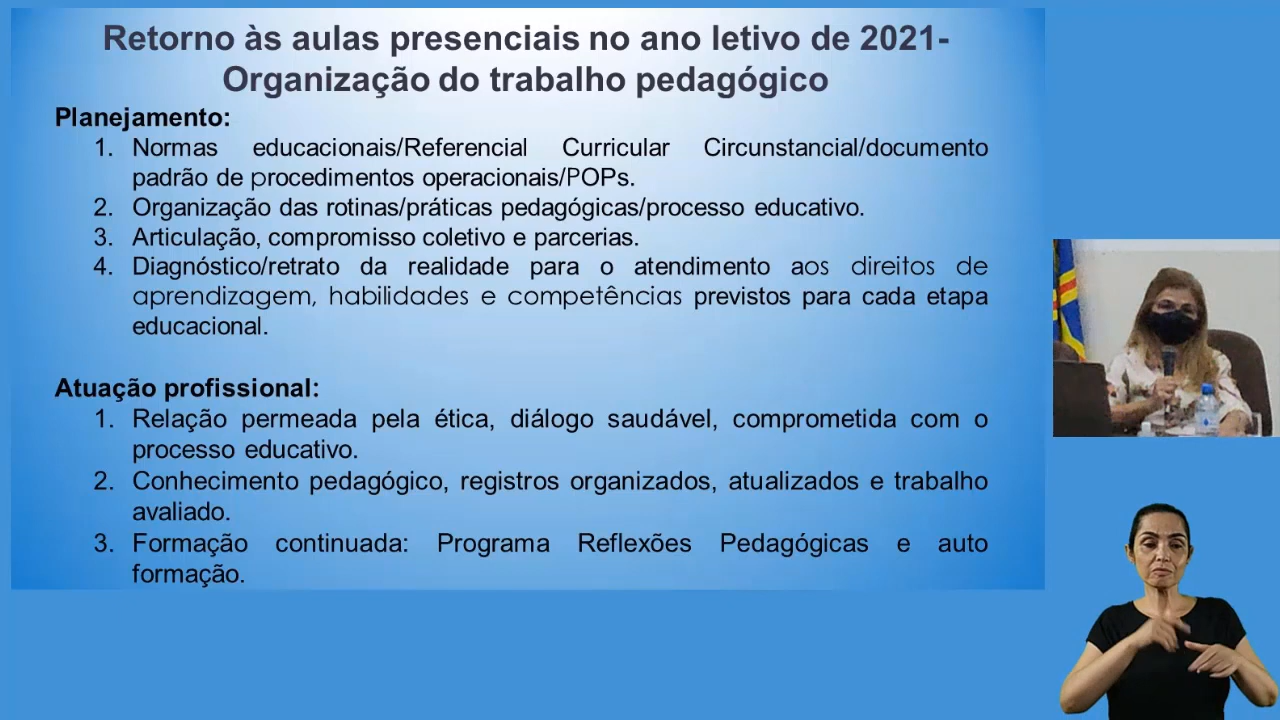 Retorno às aulas presenciais no ano letivo de 2021-
Organização do trabalho pedagógico
Planejamento:
1. Normas educacionais/Referencial Curricular Circunstancial/documento
padrão de procedimentos operacionais/POPs.
2. Organização das rotinas/práticas pedagógicas/processo educativo.
3. Articulação, compromisso coletivo e parcerias.
4. Diagnóstico/retrato da realidade para o atendimento aos direitos de
aprendizagem, habilidades e competências previstos para cada etapa
educacional.
Atuação profissional:
1. Relação permeada pela ética, diálogo saudável, comprometida com o
processo educativo.
2. Conhecimento pedagógico, registros organizados, atualizados e trabalho
avaliado.
3. Formação continuada: Programa Reflexões Pedagógicas e auto
formação.